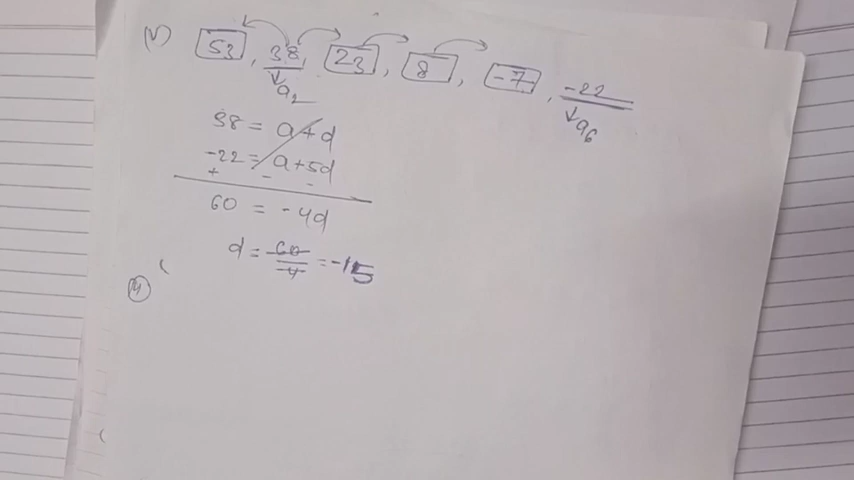 (V) 53, 38, 23, 8, -7, -22
↓a2 ↓a6
38 = a+d
-22 = a+5d
+ - -
60 = -4d
d = 60/-4 = -15
(